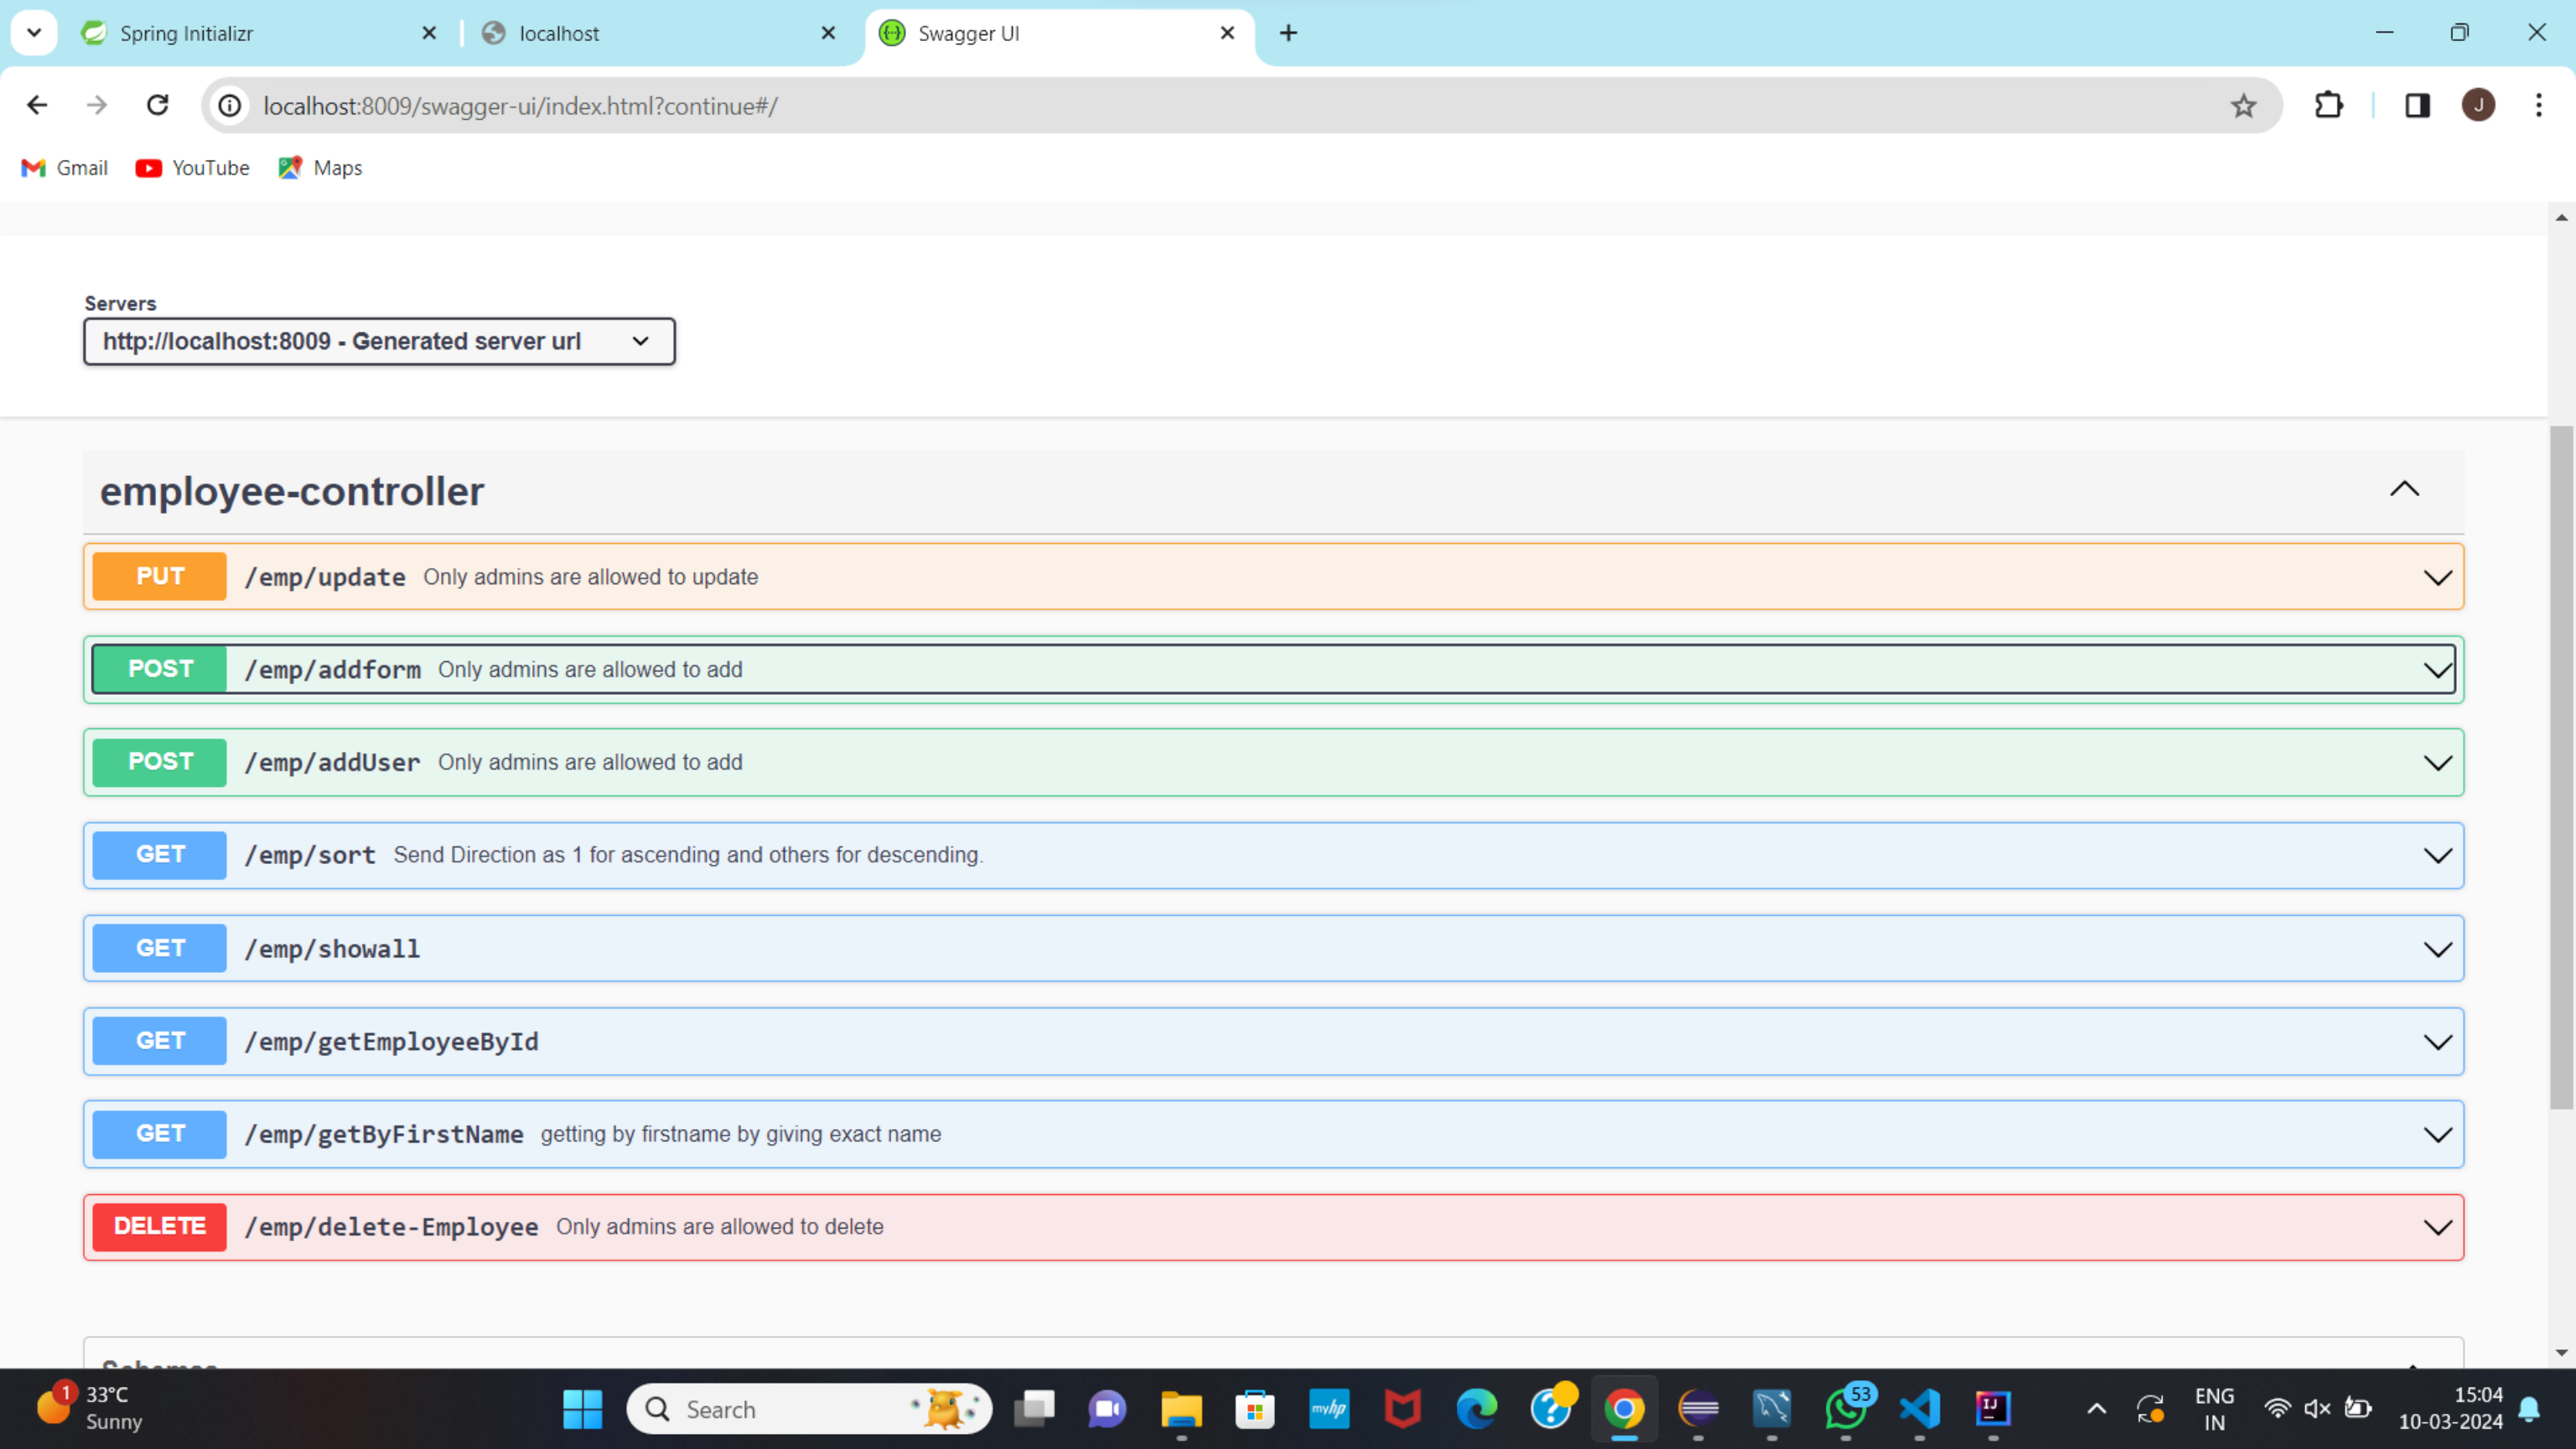 Spring Initializr
localhost
Swagger UI
localhost:8009/swagger-ui/index.html?continue#/
J
Gmail
YouTube
Maps
Servers
http://localhost:8009 - Generated server url
employee-controller
PUT /emp/update Only admins are allowed to update
POST /emp/addform Only admins are allowed to add
POST /emp/addUser Only admins are allowed to add
GET /emp/sort Send Direction as 1 for ascending and others for descending.
GET /emp/showall
GET /emp/getEmployeeById
GET /emp/getByFirstName getting by firstname by giving exact name
DELETE /emp/delete-Employee Only admins are allowed to delete
Schemas
1
33°C
Sunny
Search
myhp
53
IJ
ENG
IN
15:04
10-03-2024